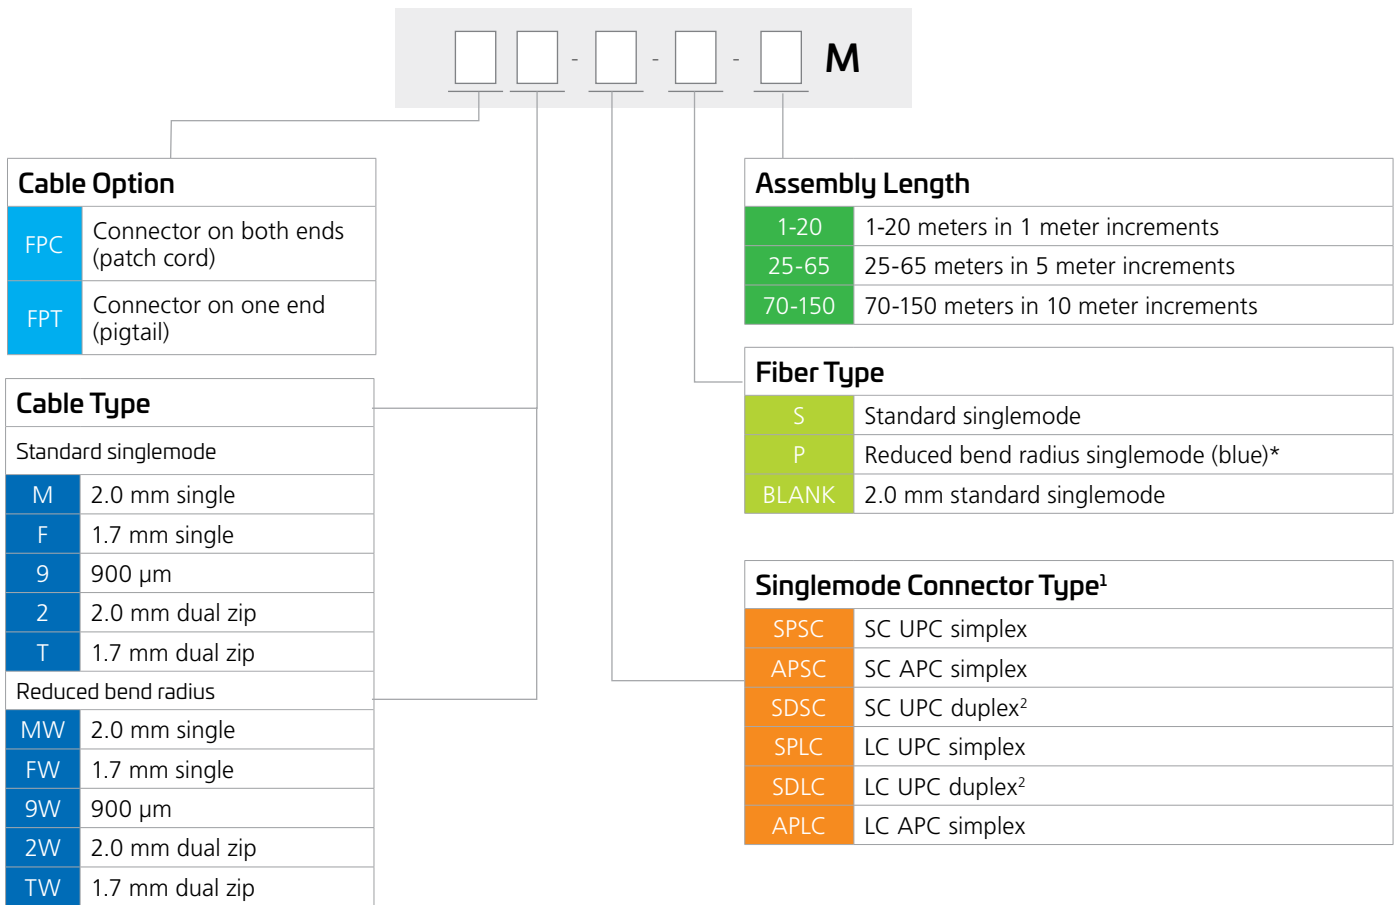 - - - M
Cable Option
FPC Connector on both ends
(patch cord)
FPT Connector on one end
(pigtail)
Cable Type
Standard singlemode
M 2.0 mm single
F 1.7 mm single
9 900 µm
2 2.0 mm dual zip
T 1.7 mm dual zip
Reduced bend radius
MW 2.0 mm single
FW 1.7 mm single
9W 900 µm
2W 2.0 mm dual zip
TW 1.7 mm dual zip
Assembly Length
1-20 1-20 meters in 1 meter increments
25-65 25-65 meters in 5 meter increments
70-150 70-150 meters in 10 meter increments
Fiber Type
S Standard singlemode
P Reduced bend radius singlemode (blue)*
BLANK 2.0 mm standard singlemode
Singlemode Connector Type¹
SPSC SC UPC simplex
APSC SC APC simplex
SDSC SC UPC duplex²
SPLC LC UPC simplex
SDLC LC UPC duplex²
APLC LC APC simplex